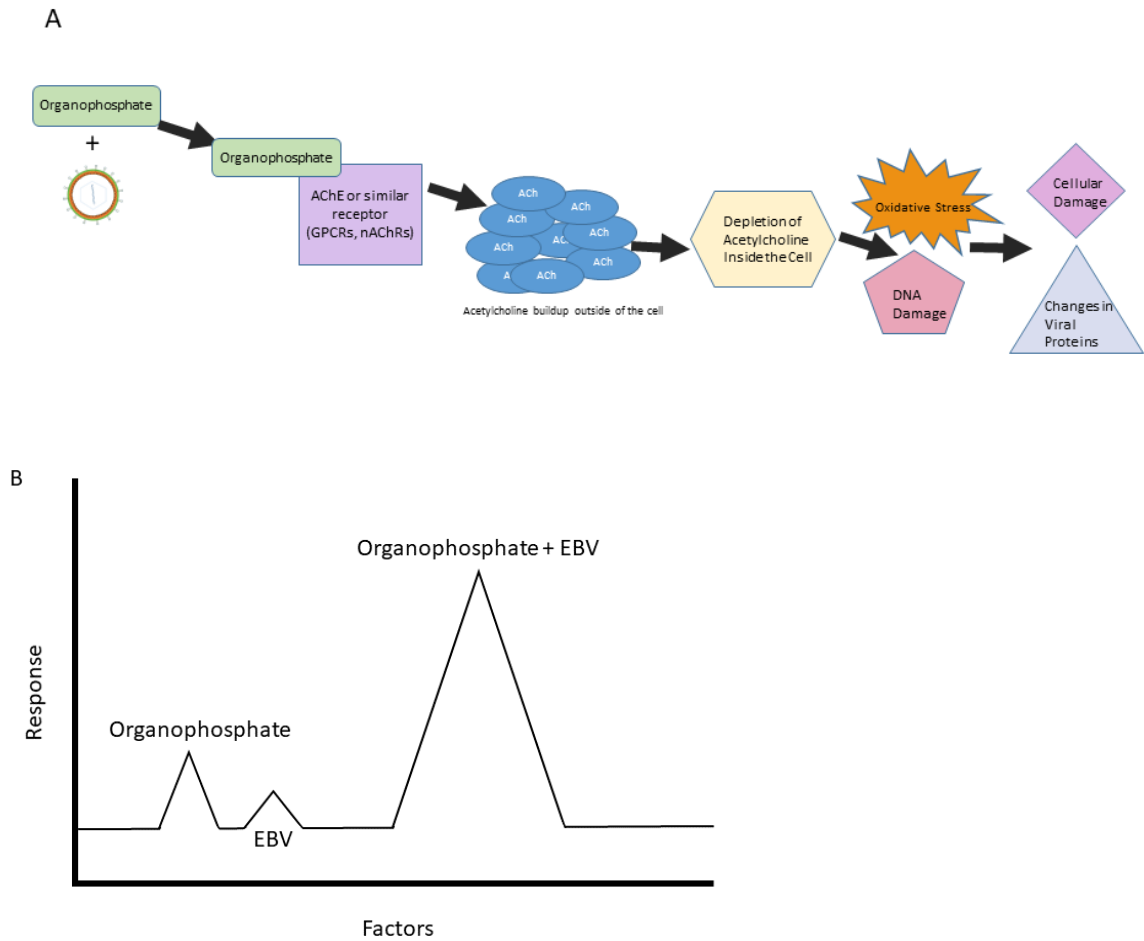 A
Organophosphate
+
Organophosphate
AChE or similar
receptor
(GPCRs, nAChRs)
ACh
ACh
ACh
ACh
ACh
ACh
ACh
Acetylcholine buildup outside of the cell
Depletion of
Acetylcholine
Inside the Cell
Oxidative Stress
DNA
Damage
Cellular
Damage
Changes in
Viral
Proteins
B
Organophosphate + EBV
Organophosphate
EBV
Response
Factors